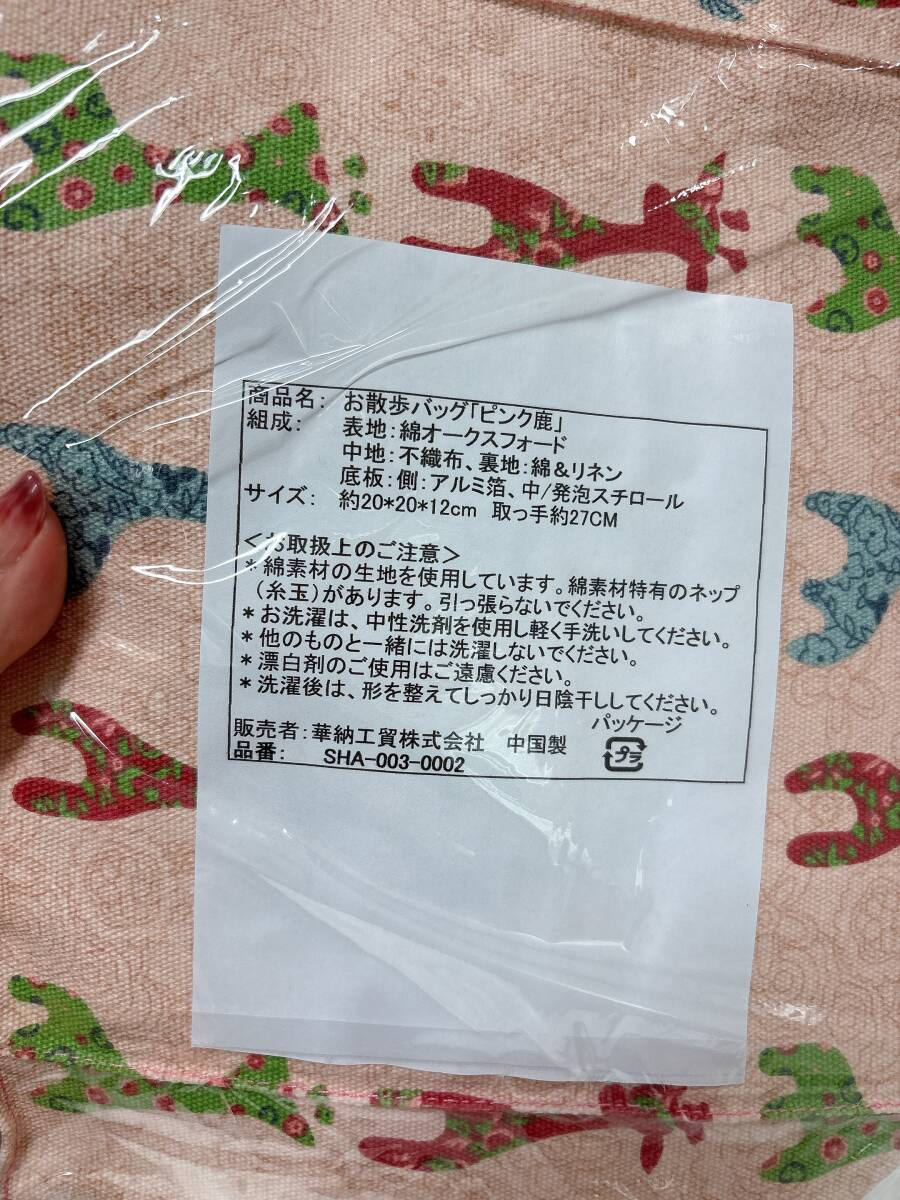 商品名： お散歩バッグ「ピンク鹿」
組成： 表地：綿オークスフォード
中地：不織布、裏地：綿＆リネン
底板：側：アルミ箔、中/発泡スチロール
サイズ： 約20*20*12cm 取っ手約27CM
＜お取扱上のご注意＞
*綿素材の生地を使用しています。綿素材特有のネップ
（糸玉）があります。引っ張らないでください。
*お洗濯は、中性洗剤を使用し軽く手洗いしてください。
*他のものと一緒には洗濯しないでください。
*漂白剤のご使用はご遠慮ください。
*洗濯後は、形を整えてしっかり日陰干ししてください。
パッケージ
販売者：華納工貿株式会社 中国製
プラ
品番： SHA-003-0002